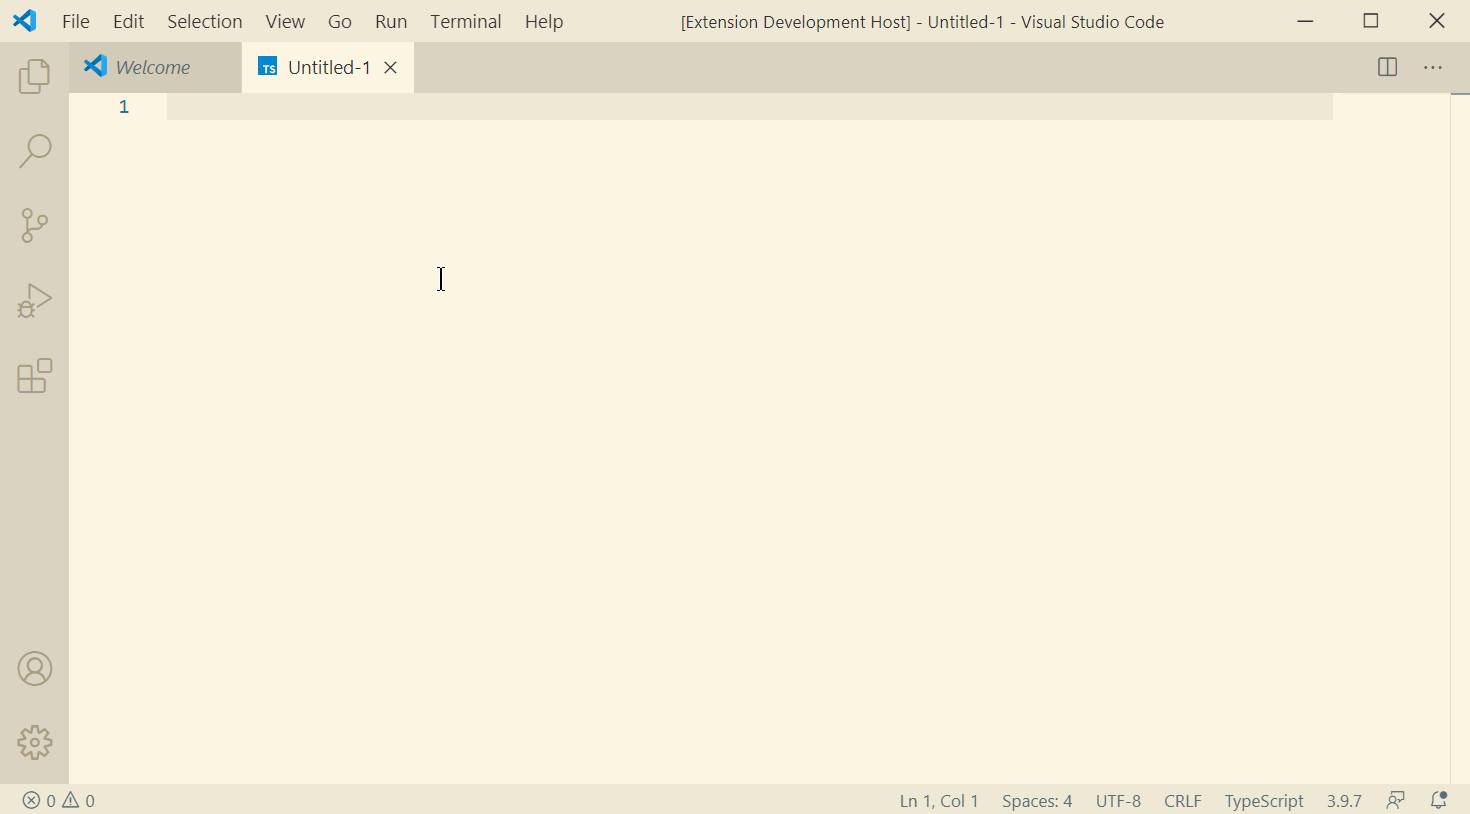 File Edit Selection View Go Run Terminal Help [Extension Development Host] - Untitled-1 - Visual Studio Code
Welcome TS Untitled-1
1
0 0 Ln 1, Col 1 Spaces: 4 UTF-8 CRLF TypeScript 3.9.7